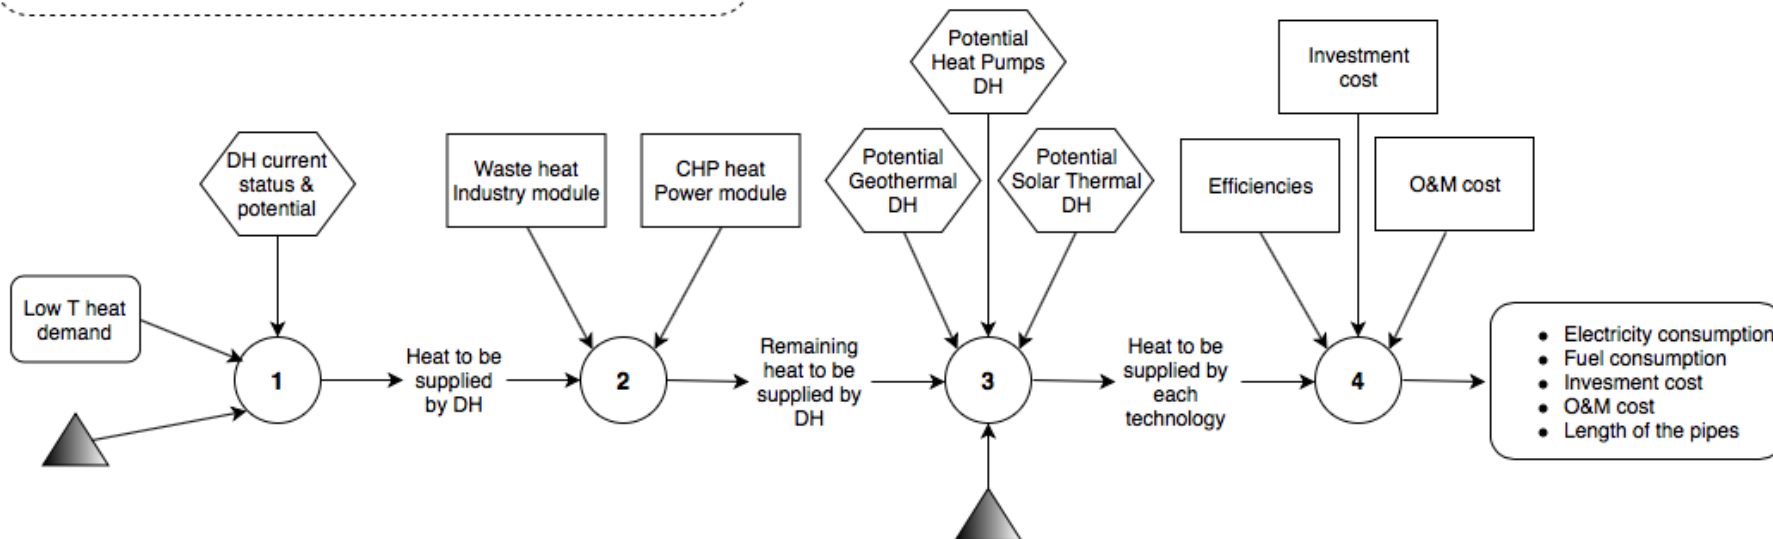 Potential
Heat Pumps
DH
Investment
cost
DH current
status &
potential
Waste heat
Industry module
CHP heat
Power module
Potential
Geothermal
DH
Potential
Solar Thermal
DH
Efficiencies
O&M cost
Low T heat
demand
1
Heat to be
supplied
by DH
2
Remaining
heat to be
supplied by
DH
3
Heat to be
supplied by
each
technology
4
Electricity consumption
Fuel consumption
Invesment cost
O&M cost
Length of the pipes